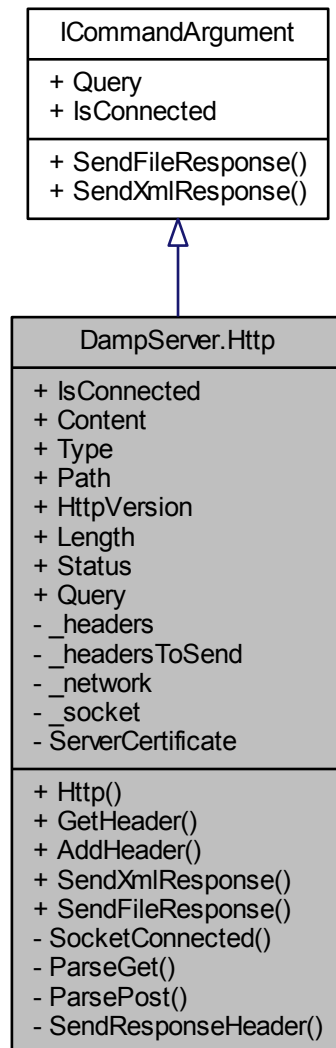 ICommandArgument
+ Query
+ IsConnected
+ SendFileResponse()
+ SendXmlResponse()
DampServer.Http
+ IsConnected
+ Content
+ Type
+ Path
+ HttpVersion
+ Length
+ Status
+ Query
- _headers
- _headersToSend
- _network
- _socket
- ServerCertificate
+ Http()
+ GetHeader()
+ AddHeader()
+ SendXmlResponse()
+ SendFileResponse()
- SocketConnected()
- ParseGet()
- ParsePost()
- SendResponseHeader()